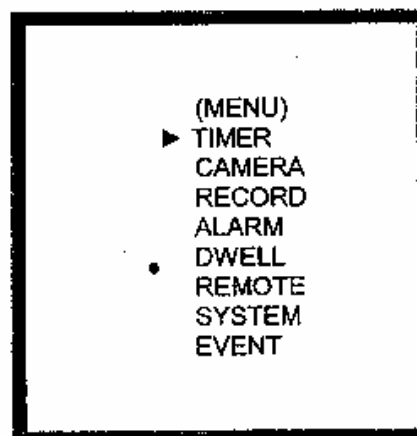 (MENU)
▶ TIMER
CAMERA
RECORD
ALARM
DWELL
REMOTE
SYSTEM
EVENT